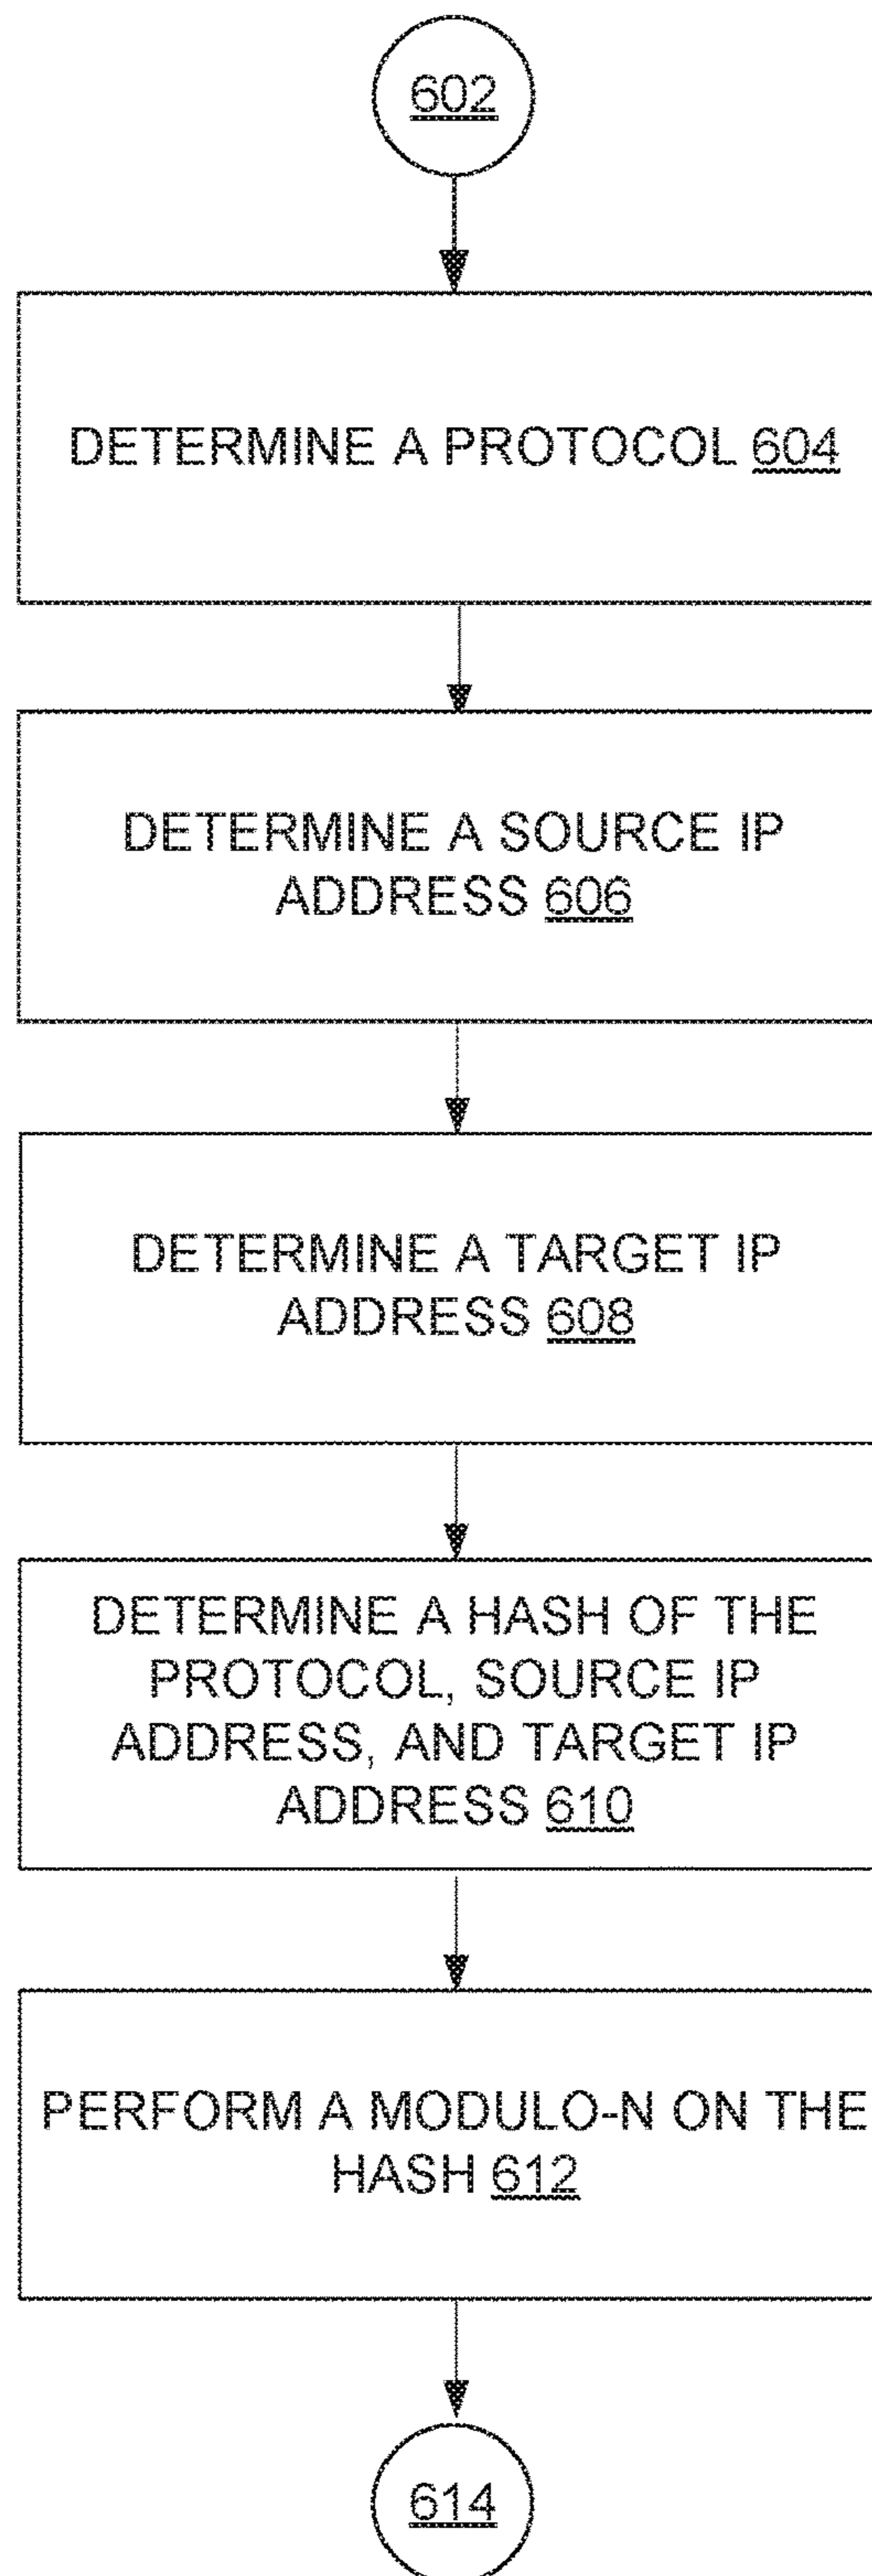 602
DETERMINE A PROTOCOL 604
DETERMINE A SOURCE IP
ADDRESS 606
DETERMINE A TARGET IP
ADDRESS 608
DETERMINE A HASH OF THE
PROTOCOL, SOURCE IP
ADDRESS, AND TARGET IP
ADDRESS 610
PERFORM A MODULO-N ON THE
HASH 612
614